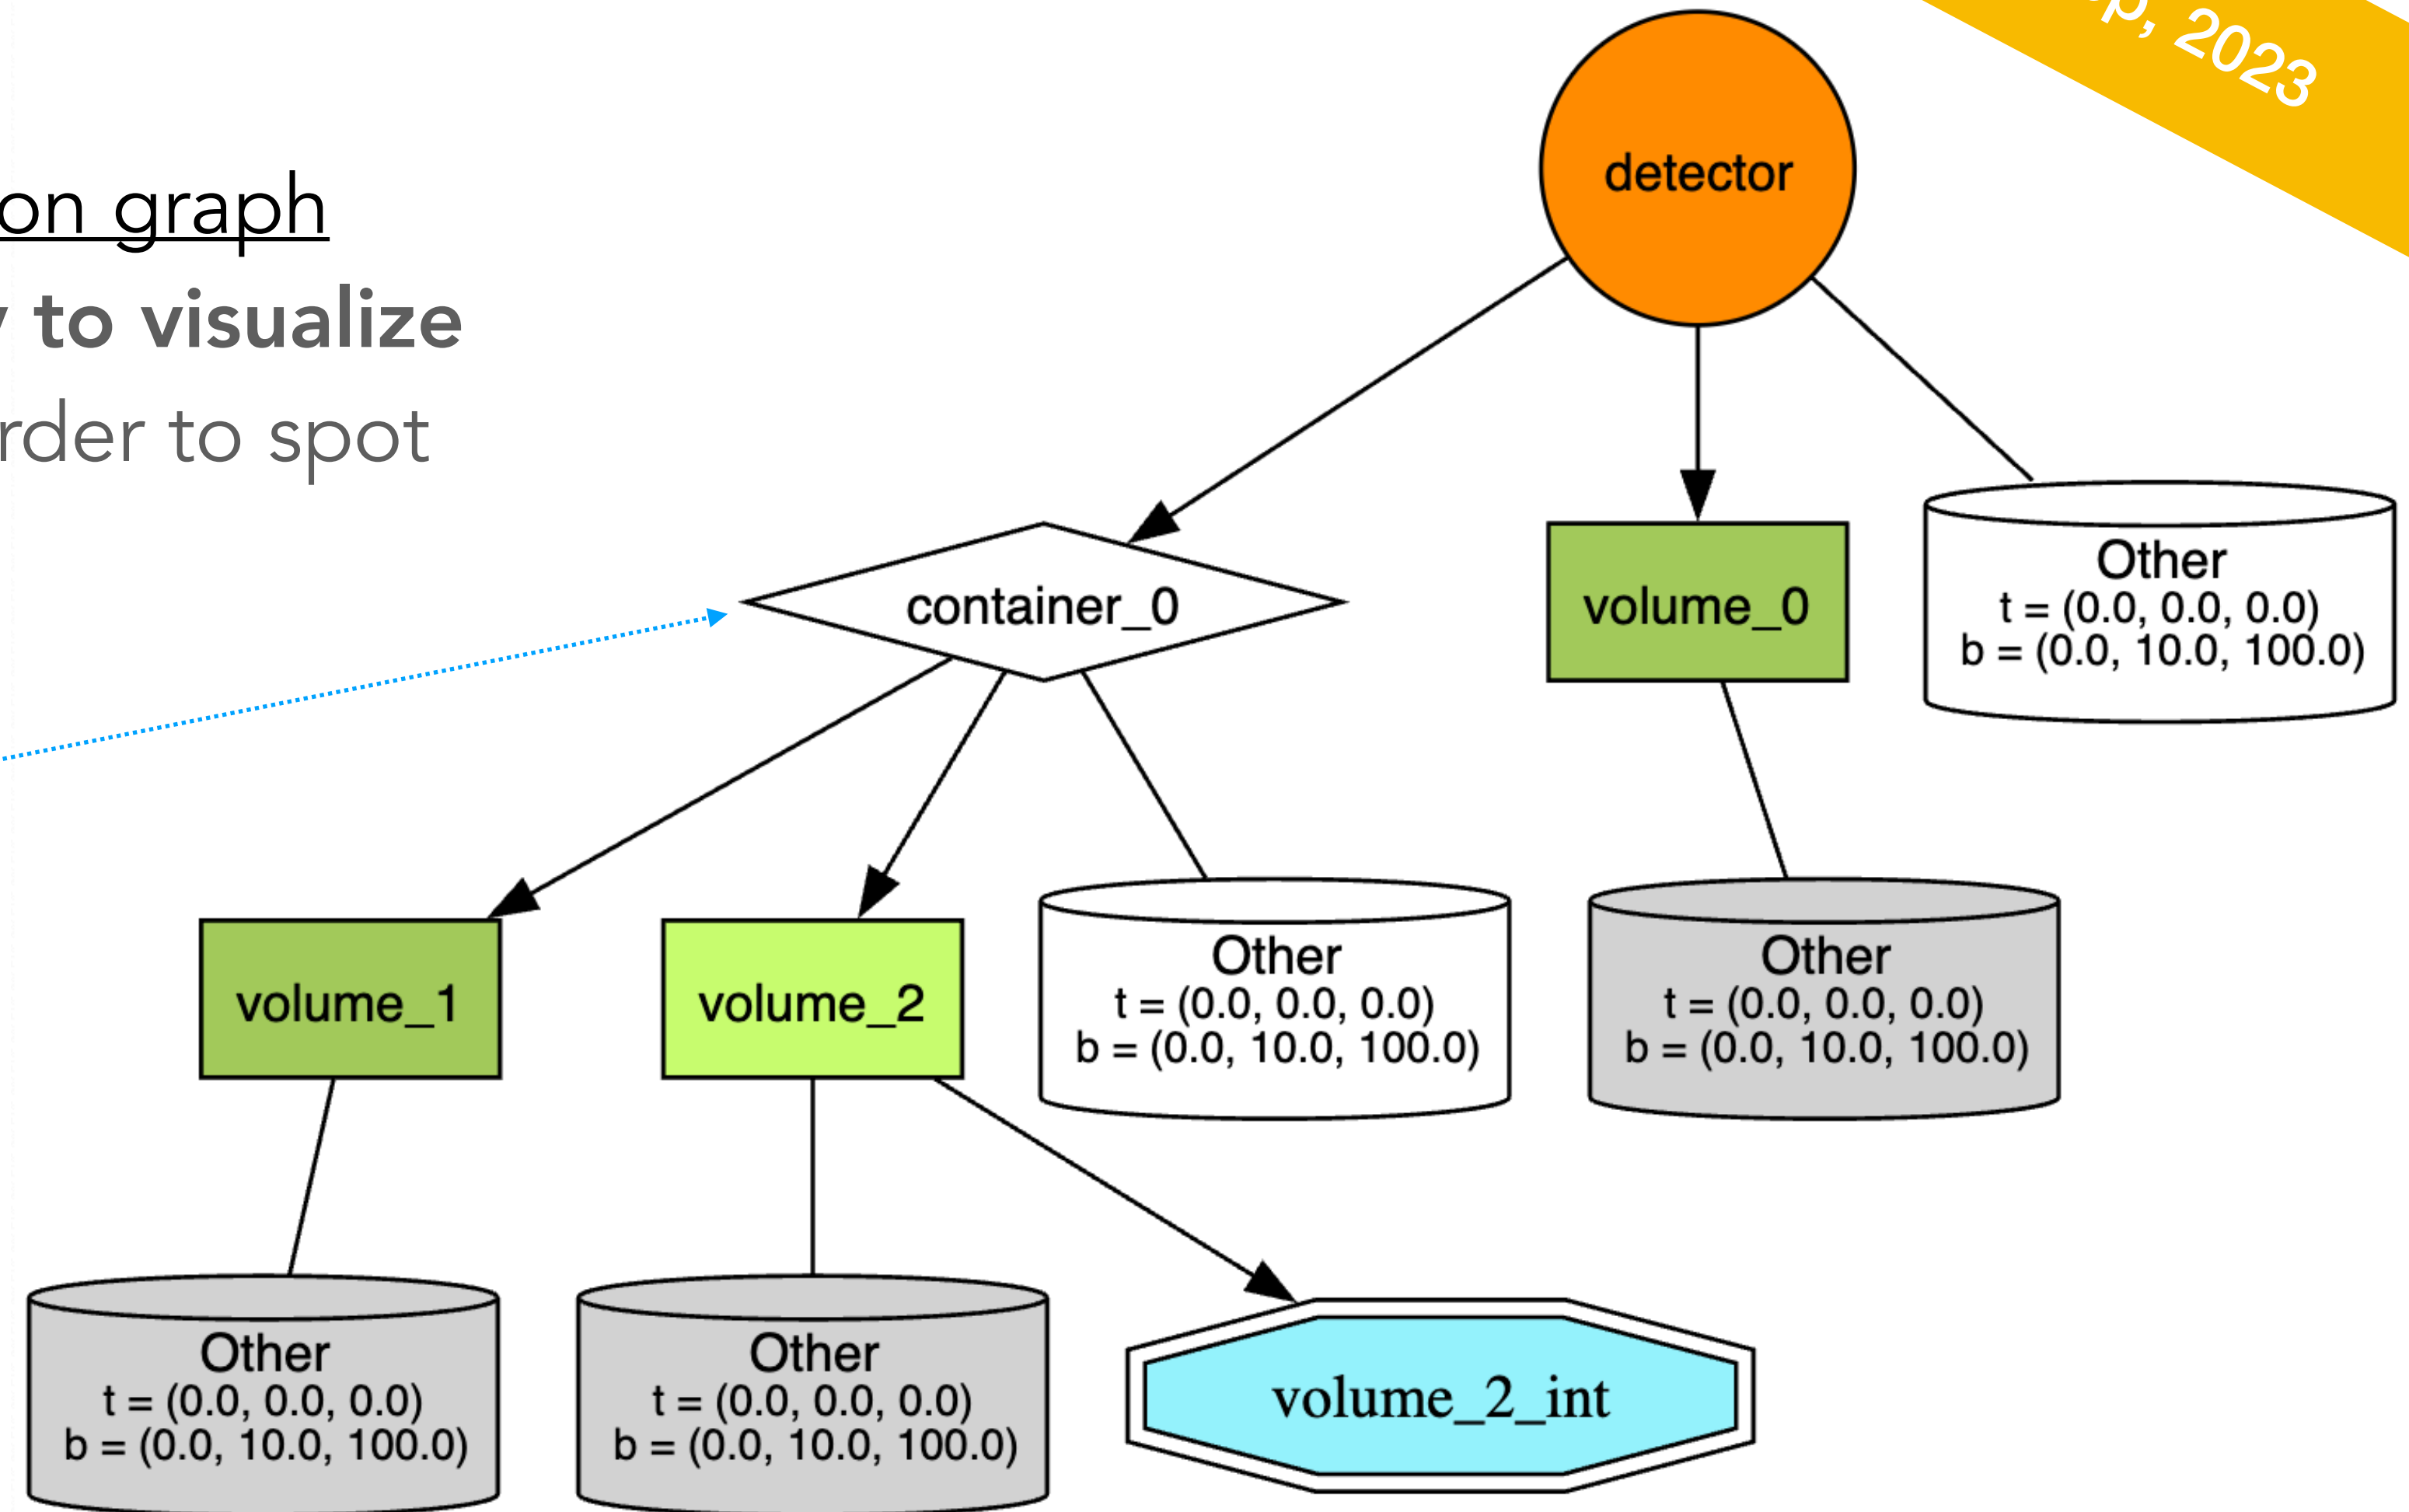 on graph
to visualize
to spot
2023
detector
container_0
volume_0
Other
t = (0.0, 0.0, 0.0)
b = (0.0, 10.0, 100.0)
volume_1
volume_2
Other
t = (0.0, 0.0, 0.0)
b = (0.0, 10.0, 100.0)
Other
t = (0.0, 0.0, 0.0)
b = (0.0, 10.0, 100.0)
Other
t = (0.0, 0.0, 0.0)
b = (0.0, 10.0, 100.0)
Other
t = (0.0, 0.0, 0.0)
b = (0.0, 10.0, 100.0)
volume_2_int